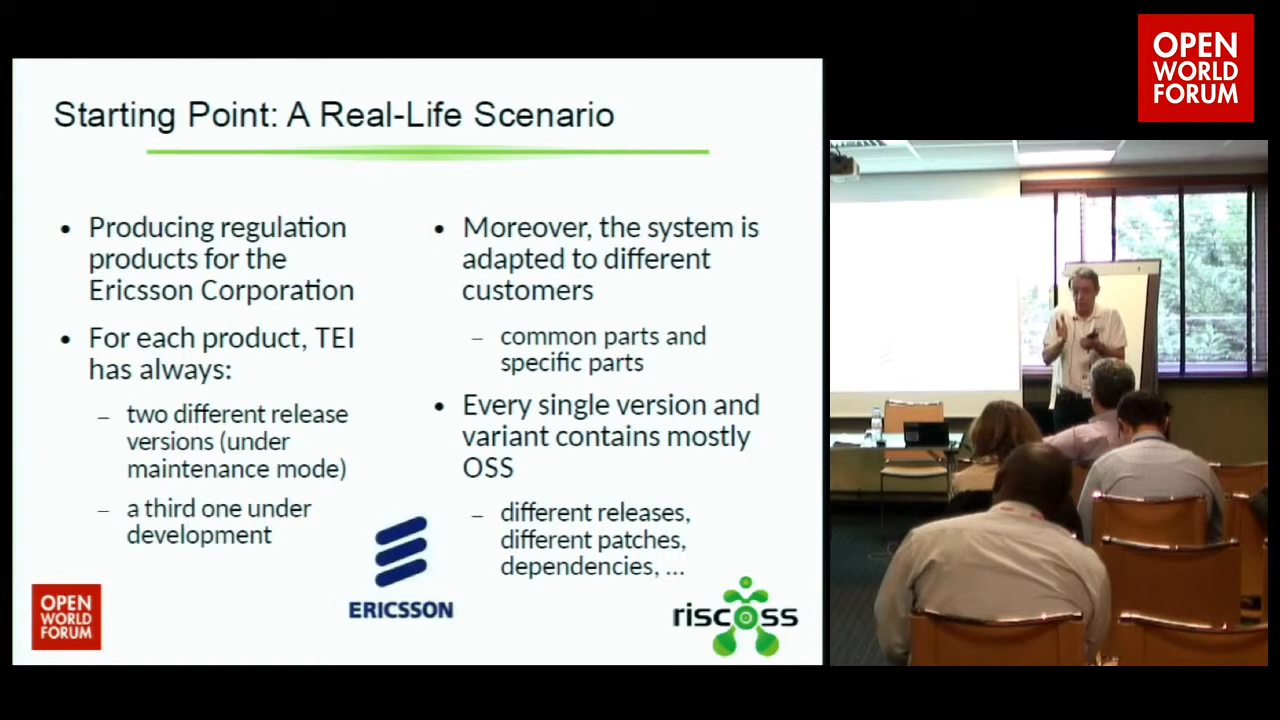 OPEN
WORLD
FORUM
Starting Point: A Real-Life Scenario
• Producing regulation
products for the
Ericsson Corporation
• For each product, TEI
has always:
– two different release
versions (under
maintenance mode)
– a third one under
development
• Moreover, the system is
adapted to different
customers
– common parts and
specific parts
• Every single version and
variant contains mostly
OSS
– different releases,
different patches,
dependencies, ...
OPEN
WORLD
FORUM
ERICSSON
riscoss